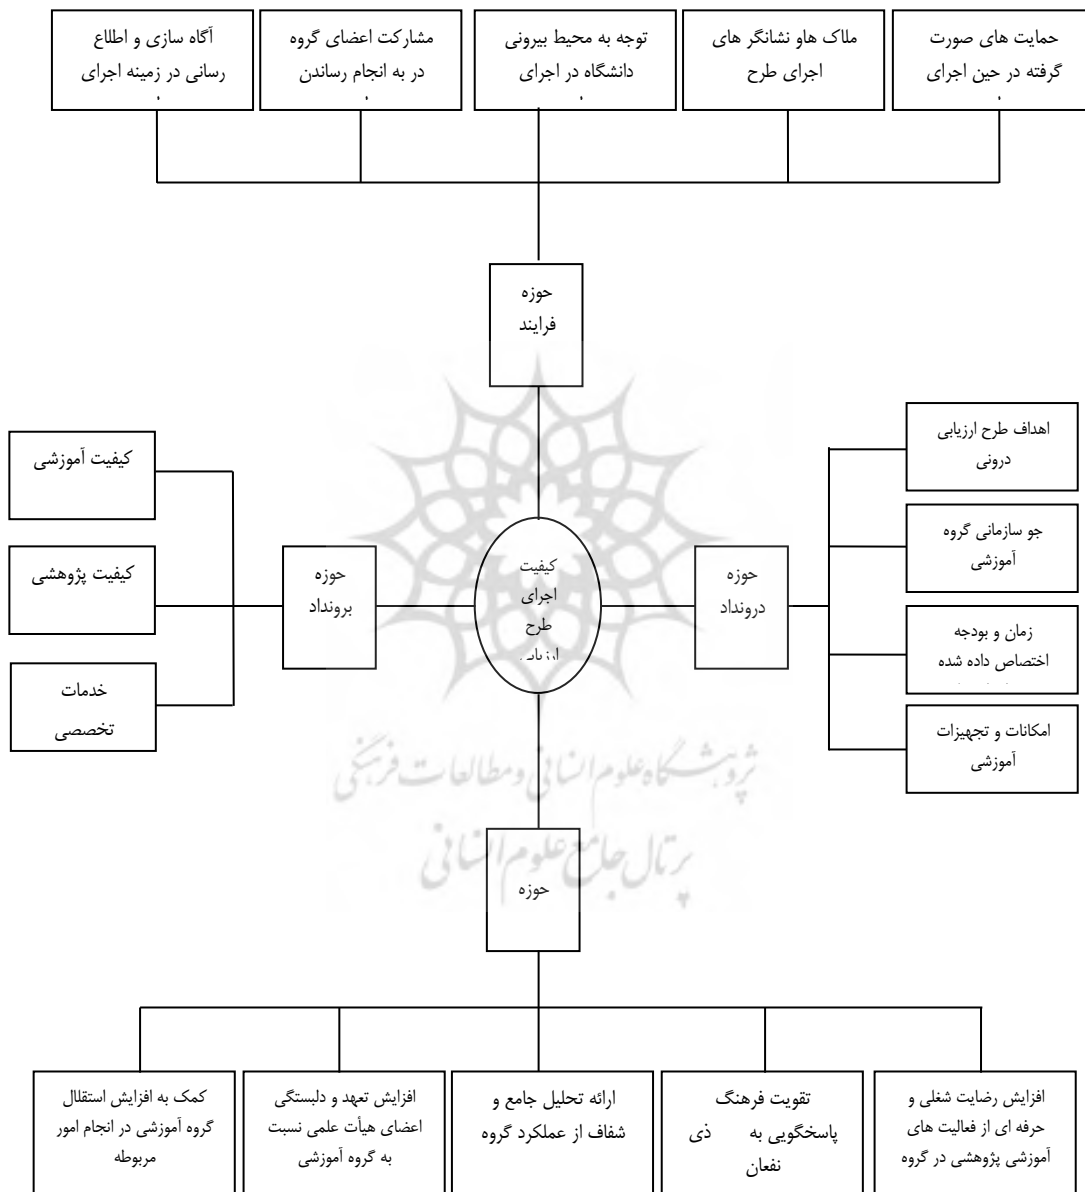 حمایت های صورت
گرفته در حین اجرای
ملاک هاو نشانگر های
اجرای طرح
توجه به محیط بیرونی
دانشگاه در اجرای
مشارکت اعضای گروه
در به انجام رساندن
آگاه سازی و اطلاع
رسانی در زمینه اجرای
حوزه
فرایند
اهداف طرح ارزیابی
درونی
جو سازمانی گروه
آموزشی
زمان و بودجه
اختصاص داده شده
امکانات و تجهیزات
آموزشی
حوزه
درونداد
کیفیت
اجرای
طرح
ارزیابی
حوزه
برونداد
کیفیت آموزشی
کیفیت پژوهشی
خدمات
تخصصی
پژوهشگاه علوم انسانی و مطالعات فرهنگی
پرتال جامع علوم انسانی
حوزه
افزایش رضایت شغلی و
حرفه ای از فعالیت های
آموزشی پژوهشی در گروه
تقویت فرهنگ
پاسخگویی به ذی
نفعان
ارائه تحلیل جامع و
شفاف از عملکرد گروه
افزایش تعهد و دلبستگی
اعضای هیأت علمی نسبت
به گروه آموزشی
کمک به افزایش استقلال
گروه آموزشی در انجام امور
مربوطه